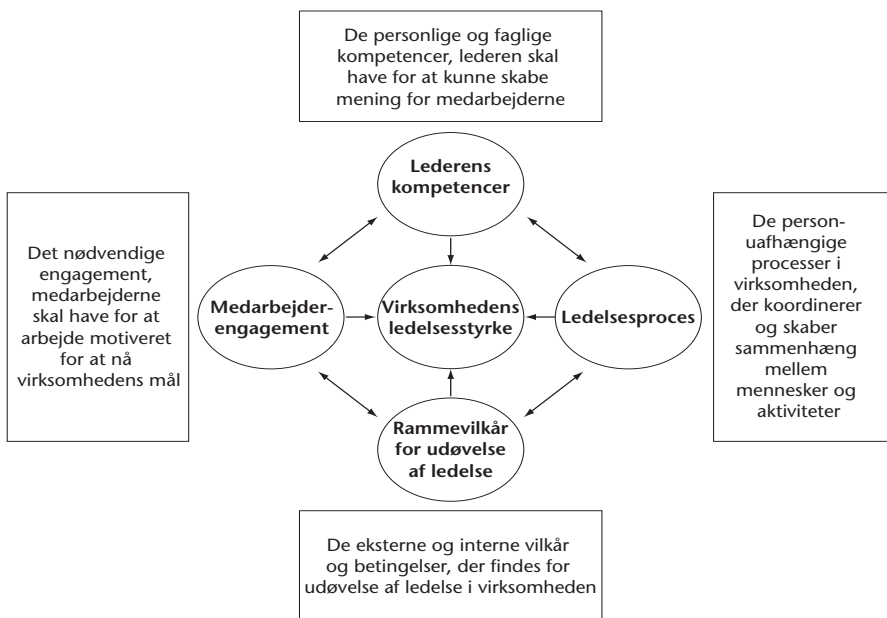 De personlige og faglige
kompetencer, lederen skal
have for at kunne skabe
mening for medarbejderne
Lederens
kompetencer
Det nødvendige
engagement,
medarbejderne
skal have for at
arbejde motiveret
for at nå
virksomhedens mål
Medarbejder-
engagement
Virksomhedens
ledelsesstyrke
Ledelsesproces
De person-
uafhængige
processer i
virksomheden,
der koordinerer
og skaber
sammenhæng
mellem
mennesker og
aktiviteter
Rammevilkår
for udøvelse
af ledelse
De eksterne og interne vilkår
og betingelser, der findes for
udøvelse af ledelse i virksomheden